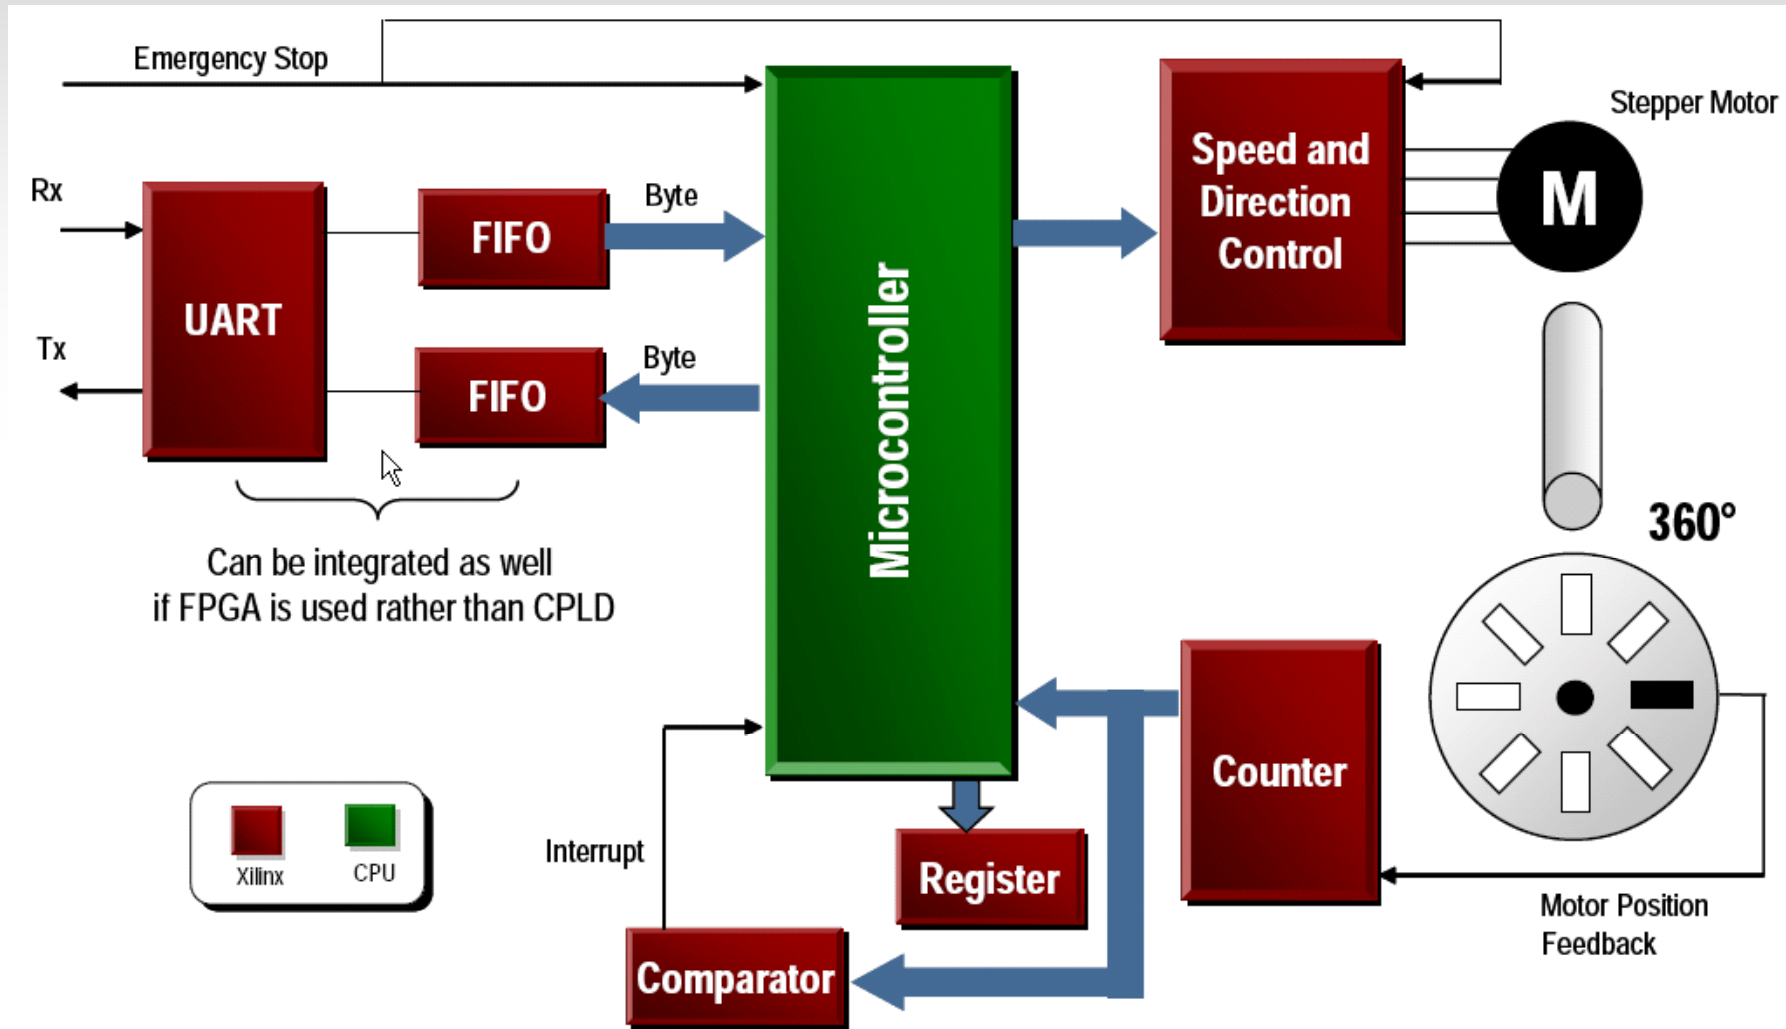 Emergency Stop
Stepper Motor
Rx
Byte
FIFO
UART
Tx
Byte
FIFO
Microcontroller
Speed and
Direction
Control
M
360°
Can be integrated as well
if FPGA is used rather than CPLD
Counter
Interrupt
Register
Xilinx
CPU
Comparator
Motor Position
Feedback